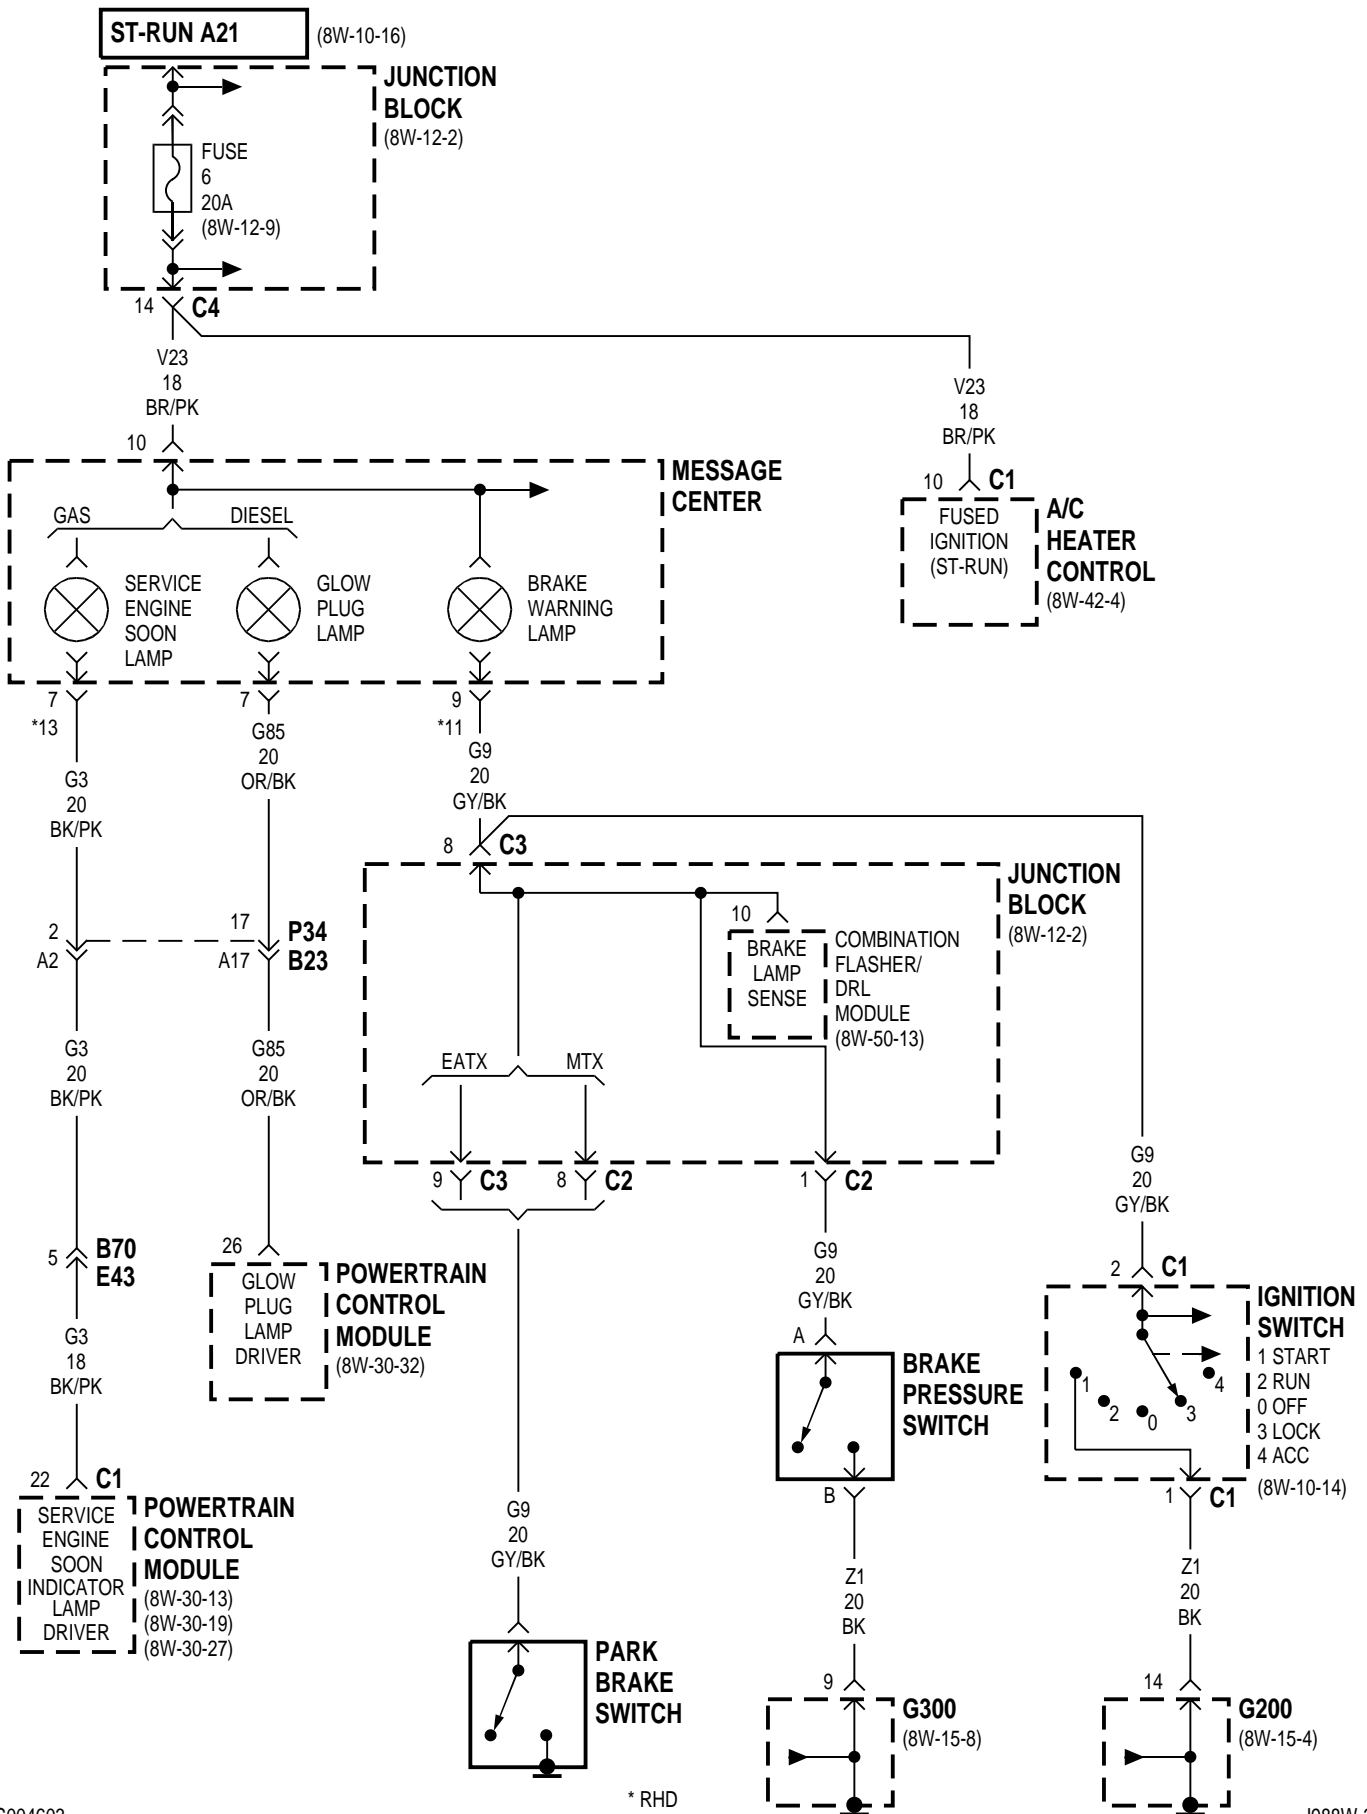 ST-RUN A21
(8W-10-16)
JUNCTION
BLOCK
(8W-12-2)
FUSE
6
20A
(8W-12-9)
14
C4
V23
18
BR/PK
V23
18
BR/PK
10
10
C1
MESSAGE
CENTER
GAS
DIESEL
SERVICE
ENGINE
SOON
LAMP
GLOW
PLUG
LAMP
BRAKE
WARNING
LAMP
FUSED
IGNITION
(ST-RUN)
A/C
HEATER
CONTROL
(8W-42-4)
7
*13
7
9
*11
G3
20
BK/PK
G85
20
OR/BK
G9
20
GY/BK
8
C3
JUNCTION
BLOCK
(8W-12-2)
10
BRAKE
LAMP
SENSE
COMBINATION
FLASHER/
DRL
MODULE
(8W-50-13)
2
A2
17
A17
P34
B23
G3
20
BK/PK
G85
20
OR/BK
EATX
MTX
9
C3
8
C2
1
C2
G9
20
GY/BK
5
B70
E43
26
GLOW
PLUG
LAMP
DRIVER
POWERTRAIN
CONTROL
MODULE
(8W-30-32)
G9
20
GY/BK
2
C1
IGNITION
SWITCH
1 START
2 RUN
0 OFF
3 LOCK
4 ACC
(8W-10-14)
1
2
0
3
4
G3
18
BK/PK
A
BRAKE
PRESSURE
SWITCH
B
1
C1
22
C1
SERVICE
ENGINE
SOON
INDICATOR
LAMP
DRIVER
POWERTRAIN
CONTROL
MODULE
(8W-30-13)
(8W-30-19)
(8W-30-27)
G9
20
GY/BK
Z1
20
BK
Z1
20
BK
PARK
BRAKE
SWITCH
9
G300
(8W-15-8)
14
G200
(8W-15-4)
* RHD